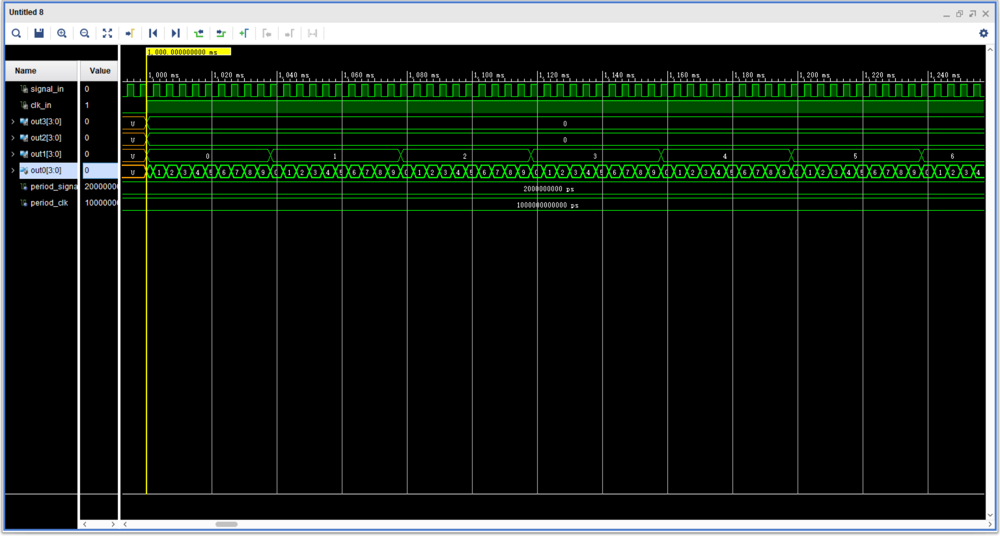 Untitled 8
1,000.000000000 ms
Name Value
1,000 ms 1,020 ms 1,040 ms 1,060 ms 1,080 ms 1,100 ms 1,120 ms 1,140 ms 1,160 ms 1,180 ms 1,200 ms 1,220 ms 1,240 ms
signal_in 0
clk_in 1
out3[3:0] 0 U 0
out2[3:0] 0 U 0
out1[3:0] 0 U 0 1 2 3 4 5 6
out0[3:0] 0 U 1 2 3 4 5 6 7 8 9 0 1 2 3 4 5 6 7 8 9 0 1 2 3 4 5 6 7 8 9 0 1 2 3 4 5 6 7 8 9 0 1 2 3 4 5 6 7 8 9 0 1 2 3 4 5 6 7 8 9 0 1 2 3 4
period_signa 20000000 2000000000 ps
period_clk 10000000 1000000000000 ps